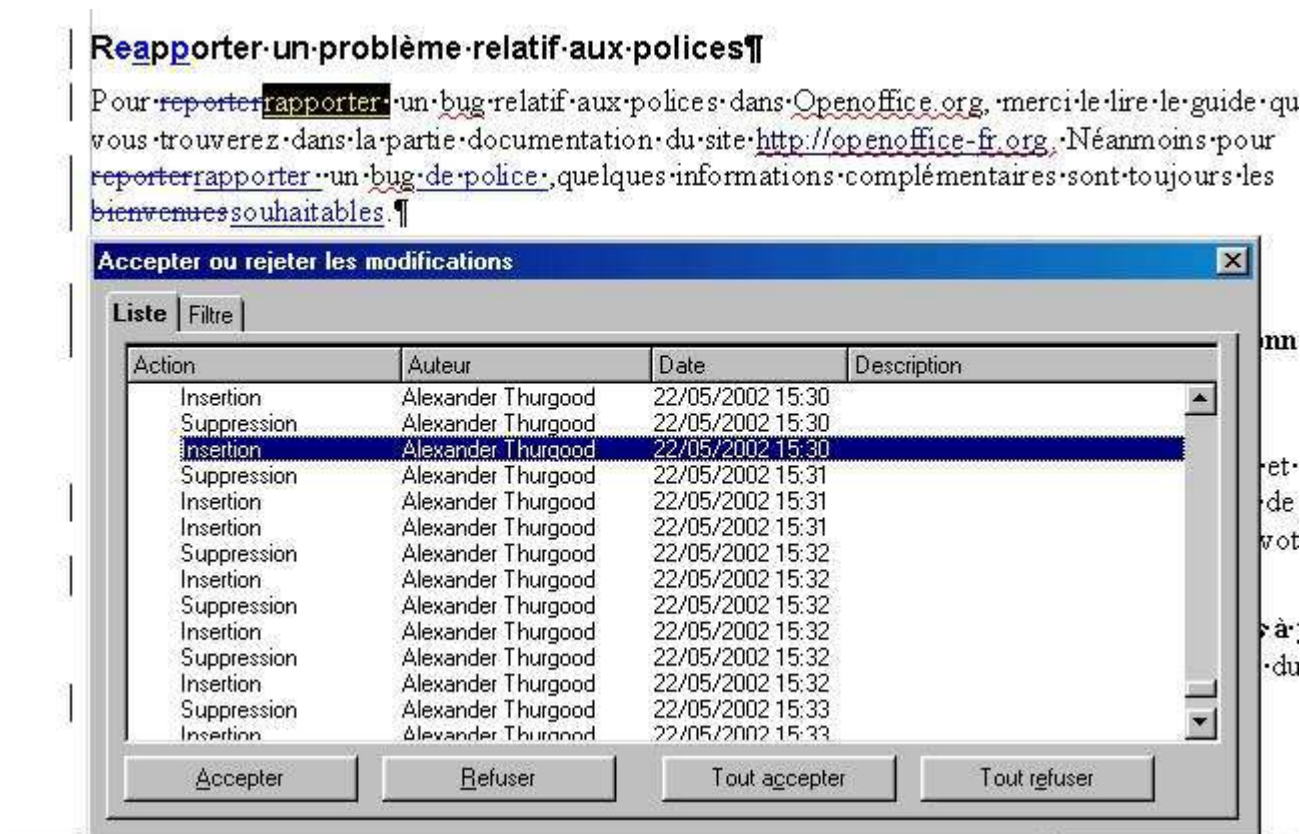 Reapporter·un·problème·relatif·aux·polices¶
Pour·reporterrapporter··un·bug·relatif·aux·polices·dans·Openoffice.org,·merci·le·lire·le·guide·qu
vous·trouverez·dans·la·partie·documentation·du·site·http://openoffice-fr.org.·Néanmoins·pour
reporterrapporter··un·bug·de·police·,quelques·informations·complémentaires·sont·toujours·les
bienvenuessouhaitables.¶
Accepter ou rejeter les modifications
Liste Filtre
onn
Action Auteur Date Description
Insertion Alexander Thurgood 22/05/2002 15:30
Suppression Alexander Thurgood 22/05/2002 15:30
Insertion Alexander Thurgood 22/05/2002 15:30
·et·
Suppression Alexander Thurgood 22/05/2002 15:31
Insertion Alexander Thurgood 22/05/2002 15:31
·de
Insertion Alexander Thurgood 22/05/2002 15:31
vot
Suppression Alexander Thurgood 22/05/2002 15:32
Insertion Alexander Thurgood 22/05/2002 15:32
Suppression Alexander Thurgood 22/05/2002 15:32
Insertion Alexander Thurgood 22/05/2002 15:32
·à·
Suppression Alexander Thurgood 22/05/2002 15:32
·du
Insertion Alexander Thurgood 22/05/2002 15:32
Suppression Alexander Thurgood 22/05/2002 15:33
Insertion Alexander Thurgood 22/05/2002 15:33
Accepter Refuser Tout accepter Tout refuser